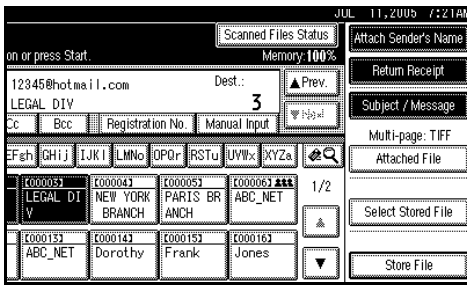 JUL 11,2005 7:21AM
Scanned Files Status
Attach Sender's Name
on or press Start.
Memory:100%
Return Receipt
12345@hotmail.com
Dest.:
3
▲Prev.
LEGAL DIV
Subject / Message
Cc
Bcc
Registration No.
Manual Input
Multi-page: TIFF
EFgh
GHij
IJKl
LMNo
OPQr
RSTu
UVWx
XYZa
Attached File
[00003]
LEGAL DI
V
[00004]
NEW YORK
BRANCH
[00005]
PARIS BR
ANCH
[00006]
ABC_NET
1/2
Select Stored File
[00013]
ABC_NET
[00014]
Dorothy
[00015]
Frank
[00016]
Jones
▼
Store File